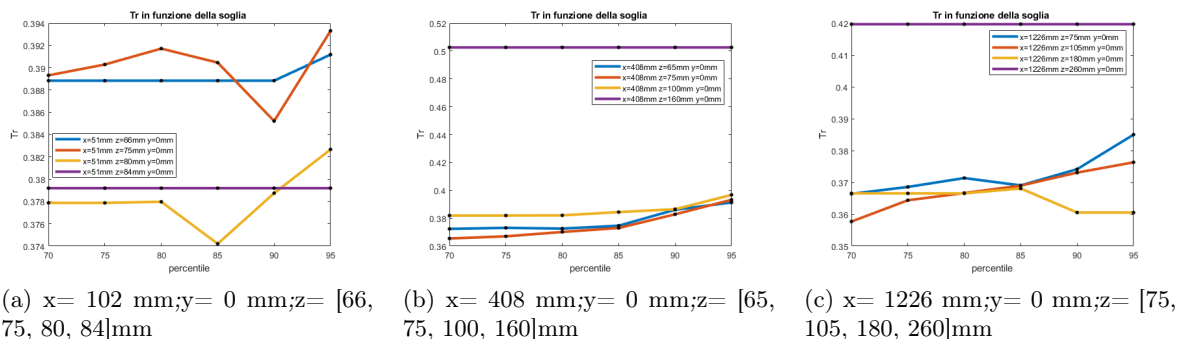 Tr in funzione della soglia
0.394
0.392
0.39
0.388
0.386
0.384
0.382
0.38
0.378
0.376
0.374
Tr
x=51mm z=66mm y=0mm
x=51mm z=75mm y=0mm
x=51mm z=80mm y=0mm
x=51mm z=84mm y=0mm
70 75 80 85 90 95
percentile
(a) x= 102 mm;y= 0 mm;z= [66,
75, 80, 84]mm
Tr in funzione della soglia
0.52
0.5
0.48
0.46
0.44
0.42
0.4
0.38
0.36
Tr
x=408mm z=65mm y=0mm
x=408mm z=75mm y=0mm
x=408mm z=100mm y=0mm
x=408mm z=160mm y=0mm
70 75 80 85 90 95
percentile
(b) x= 408 mm;y= 0 mm;z= [65,
75, 100, 160]mm
Tr in funzione della soglia
0.42
0.41
0.4
0.39
0.38
0.37
0.36
0.35
Tr
x=1226mm z=75mm y=0mm
x=1226mm z=105mm y=0mm
x=1226mm z=180mm y=0mm
x=1226mm z=260mm y=0mm
70 75 80 85 90 95
percentile
(c) x= 1226 mm;y= 0 mm;z= [75,
105, 180, 260]mm